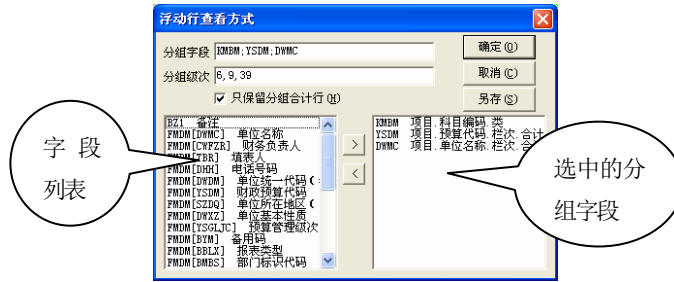 浮动行查看方式
分组字段 KMBM;YSDM;DWMC
确定(O)
分组级次 6,9,39
取消(C)
只保留分组合计行(H)
另存(S)
BZ1 备注
FMDM[DWMC] 单位名称
FMDM[CWFZR] 财务负责人
FMDM[TBR] 填表人
FMDM[DHH] 电话号码
FMDM[DWDM] 单位统一代码(
FMDM[YSDM] 财政预算代码
FMDM[SZDQ] 单位所在地区(
FMDM[DWXZ] 单位基本性质
FMDM[YSGLJC] 预算管理级次
FMDM[BYM] 备用码
FMDM[BBLX] 报表类型
FMDM[BMBS] 部门标识代码
>
<
KMBM 项目.科目编码.类
YSDM 项目.预算代码.栏次.合计
DWMC 项目.单位名称.栏次.合
字段
列表
选中的分
组字段